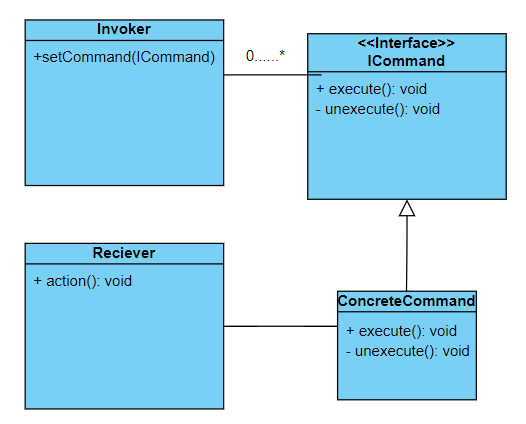 Invoker
+setCommand(ICommand)
0......*
<<Interface>>
ICommand
+ execute(): void
- unexecute(): void
Reciever
+ action(): void
ConcreteCommand
+ execute(): void
- unexecute(): void